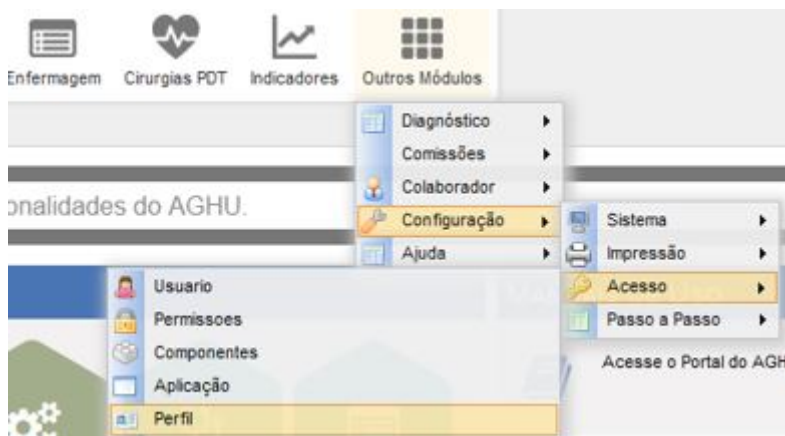 Enfermagem Cirurgias PDT Indicadores Outros Módulos
Diagnóstico
Comissões
Colaborador
onalidades do AGHU.
Configuração
Ajuda
Sistema
Impressão
Acesso
Passo a Passo
Usuario
Permissoes
Componentes
Aplicação
Perfil
Acesse o Portal do AGH